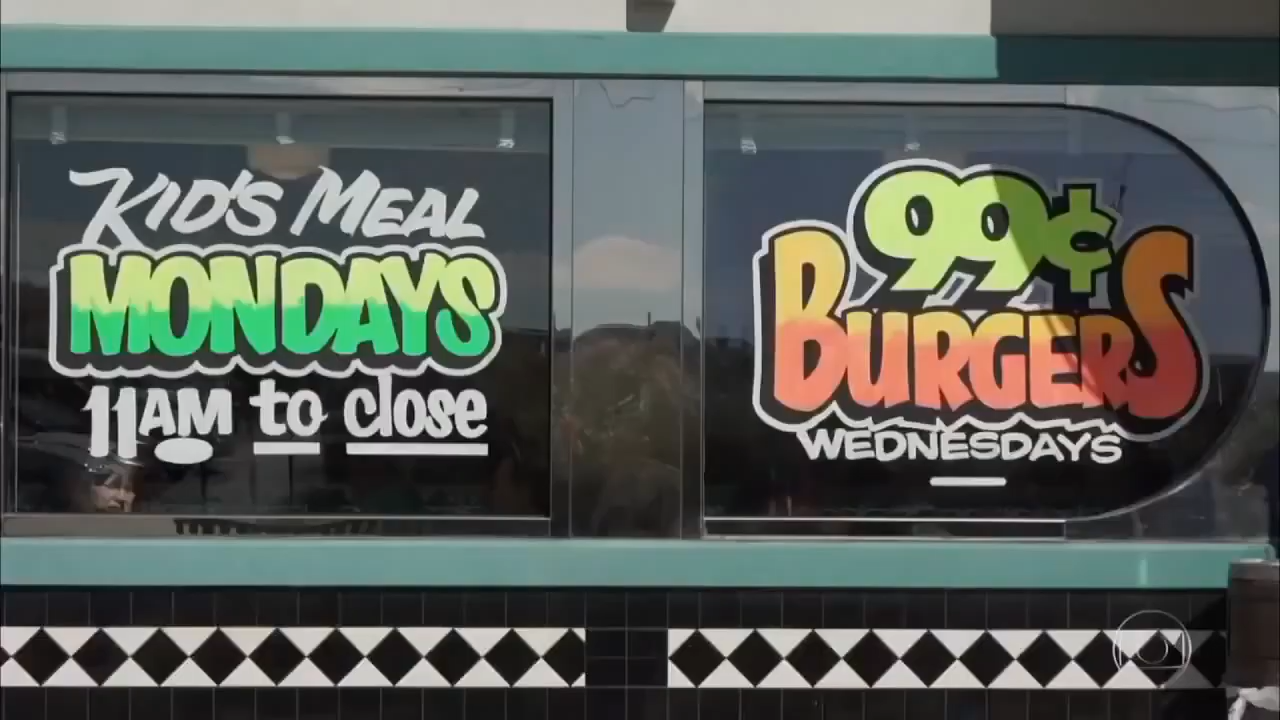 KID'S MEAL
MONDAYS
11AM to close
99¢
BURGERS
WEDNESDAYS